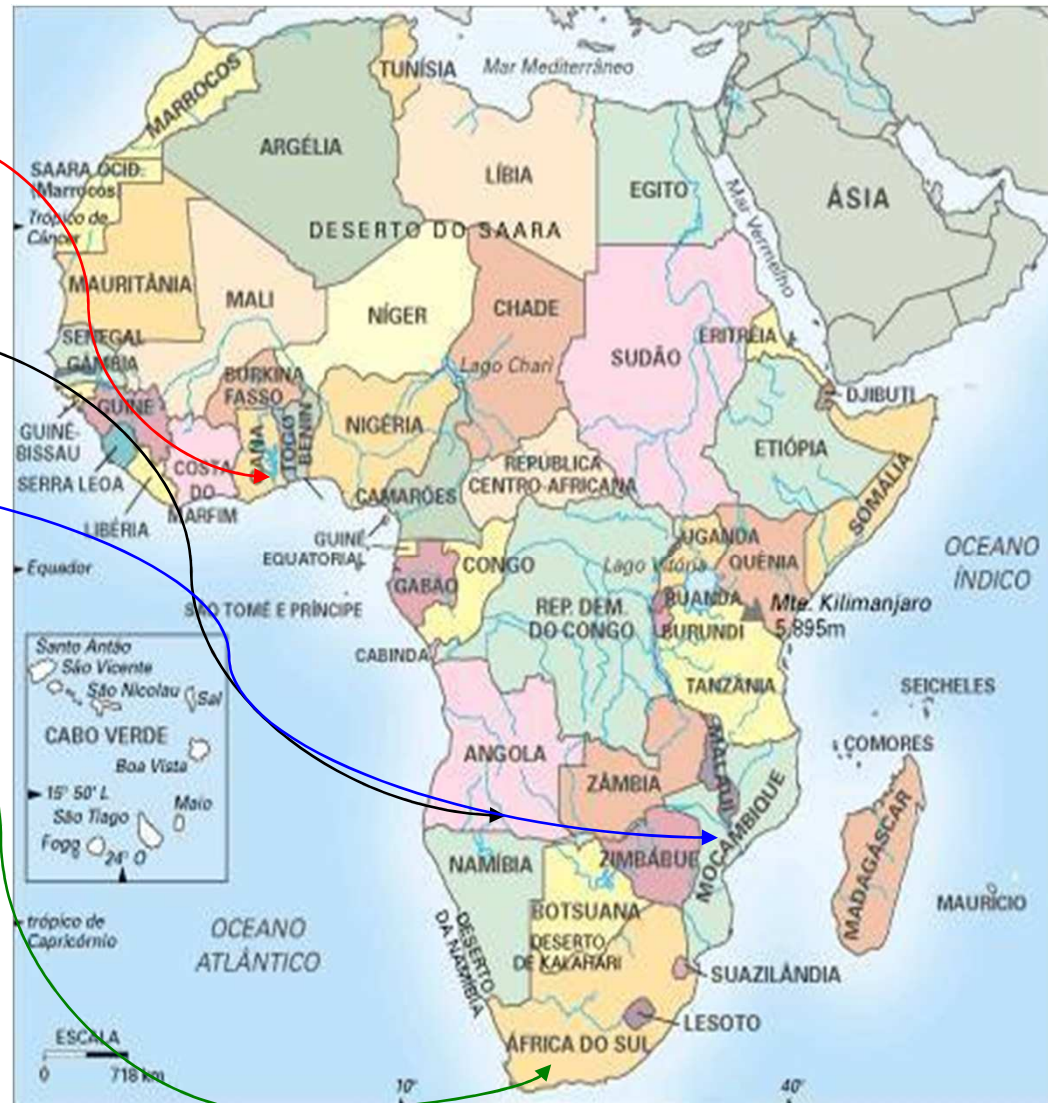 MARROCOS
TUNÍSIA
Mar Mediterrâneo
ARGÉLIA
LÍBIA
EGITO
ÁSIA
SAARA OCID.
(Marrocos)
Trópico de
Câncer
DESERTO DO SAARA
Mar Vermelho
MAURITÂNIA
MALI
NÍGER
CHADE
SUDÃO
ERITRÉIA
SENEGAL
GÂMBIA
BURKINA
FASSO
Lago Chari
DJIBUTI
GUINÉ
GUINÉ-
BISSAU
SERRA LEOA
LIBÉRIA
COSTA
DO
MARFIM
TOGO
BENIN
NIGÉRIA
CAMARÕES
REPÚBLICA
CENTRO-AFRICANA
ETIÓPIA
SOMÁLIA
GUINÉ
EQUATORIAL
Equador
SÃO TOMÉ E PRÍNCIPE
GABÃO
CONGO
CABINDA
REP. DEM.
DO CONGO
UGANDA
Lago Vitória
QUÊNIA
RUANDA
BURUNDI
Mte. Kilimanjaro
5.895m
OCEANO
ÍNDICO
TANZÂNIA
SEICHELES
COMORES
Santo Antão
São Vicente
São Nicolau
Sal
CABO VERDE
Boa Vista
15° 50' L
São Tiago
Maio
Fogo
24° O
ANGOLA
ZÂMBIA
MALAUI
MOÇAMBIQUE
ZIMBÁBUE
MADAGÁSCAR
MAURÍCIO
NAMÍBIA
BOTSUANA
DESERTO
DE KALAHARI
DESERTO
DA NAMÍBIA
trópico de
Capricórnio
OCEANO
ATLÂNTICO
SUAZILÂNDIA
LESOTO
ÁFRICA DO SUL
ESCALA
0 718 km
10°
40°